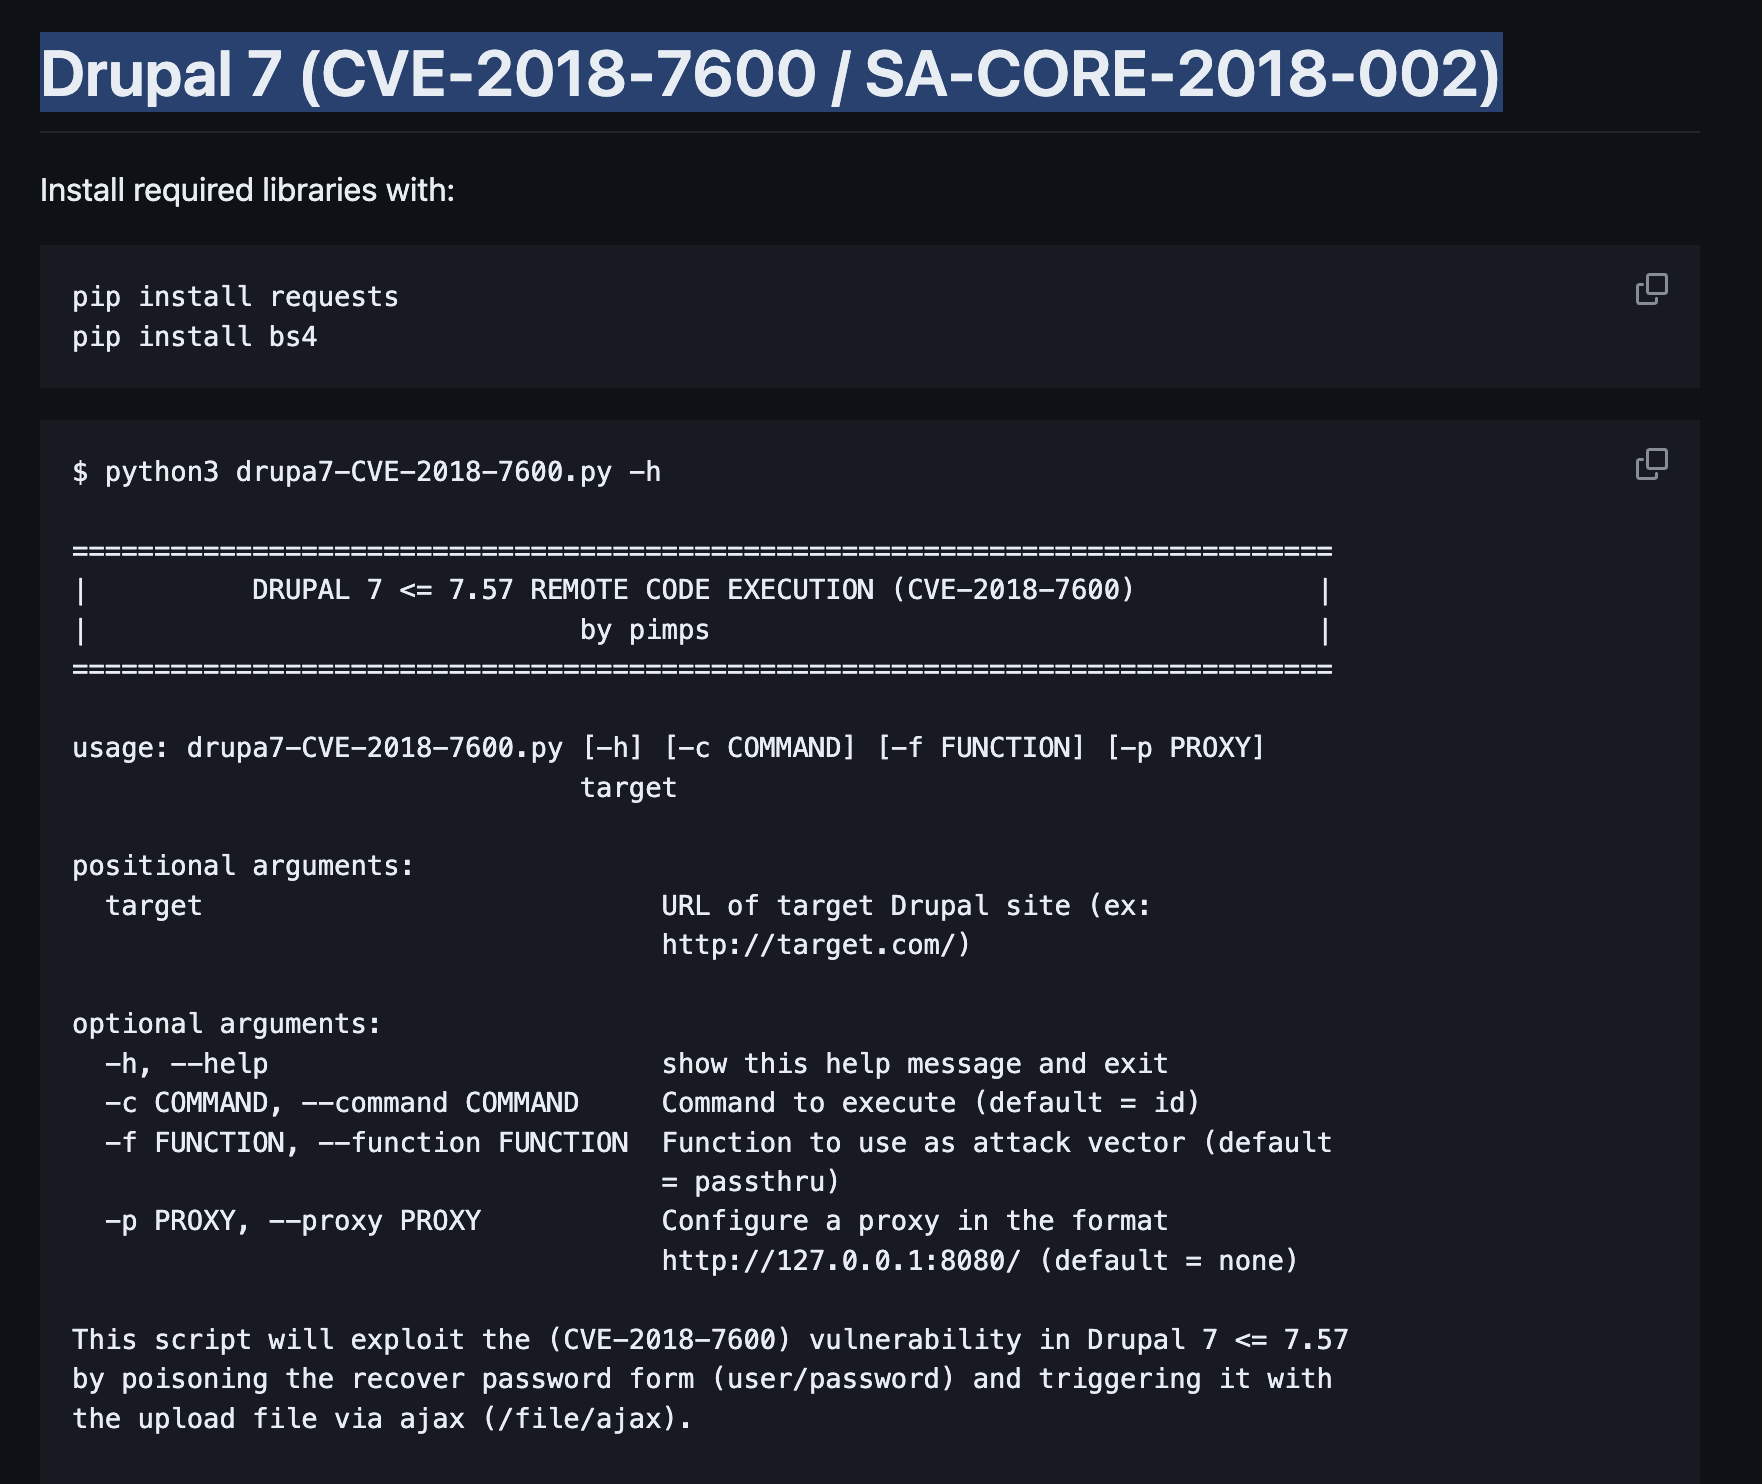 Drupal 7 (CVE-2018-7600 / SA-CORE-2018-002)
Install required libraries with:
pip install requests
pip install bs4
$ python3 drupa7-CVE-2018-7600.py -h
=============================================================================
|          DRUPAL 7 <= 7.57 REMOTE CODE EXECUTION (CVE-2018-7600)            |
|                              by pimps                                      |
=============================================================================
usage: drupa7-CVE-2018-7600.py [-h] [-c COMMAND] [-f FUNCTION] [-p PROXY]
                               target
positional arguments:
  target                            URL of target Drupal site (ex:
                                    http://target.com/)
optional arguments:
  -h, --help                        show this help message and exit
  -c COMMAND, --command COMMAND     Command to execute (default = id)
  -f FUNCTION, --function FUNCTION  Function to use as attack vector (default
                                    = passthru)
  -p PROXY, --proxy PROXY           Configure a proxy in the format
                                    http://127.0.0.1:8080/ (default = none)
This script will exploit the (CVE-2018-7600) vulnerability in Drupal 7 <= 7.57
by poisoning the recover password form (user/password) and triggering it with
the upload file via ajax (/file/ajax).